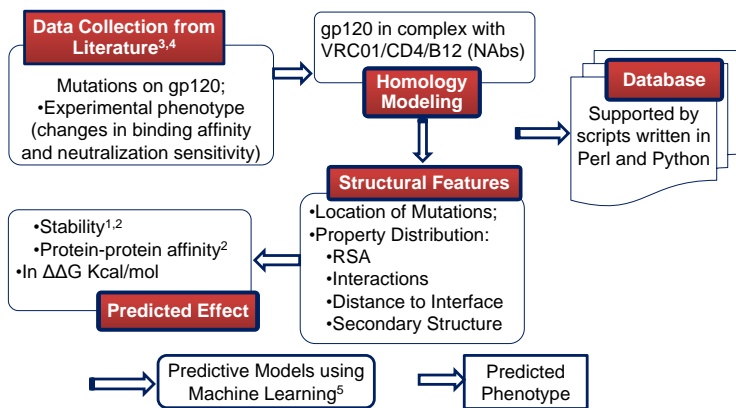 Data Collection from
Literature3,4
Mutations on gp120;
•Experimental phenotype
(changes in binding affinity
and neutralization sensitivity)
gp120 in complex with
VRC01/CD4/B12 (NAbs)
Homology
Modeling
Database
Supported by
scripts written in
Perl and Python
Structural Features
•Location of Mutations;
•Property Distribution:
•RSA
•Interactions
•Distance to Interface
•Secondary Structure
•Stability1,2
•Protein-protein affinity2
•In ΔΔG Kcal/mol
Predicted Effect
Predictive Models using
Machine Learning5
Predicted
Phenotype